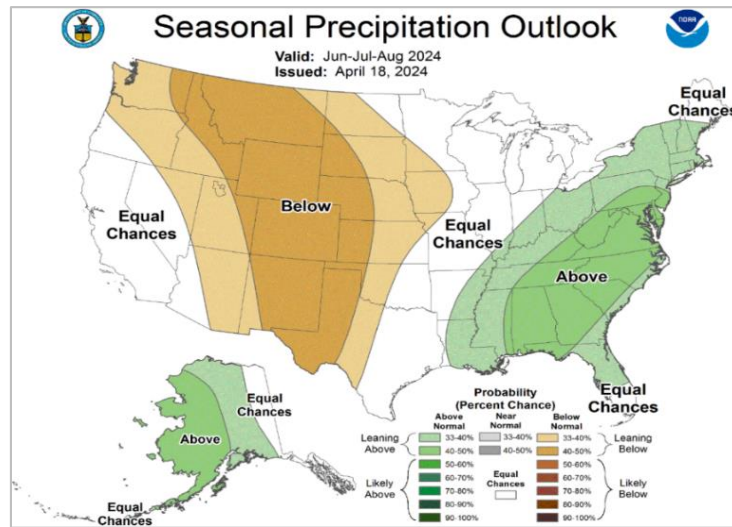 Seasonal Precipitation Outlook
NOAA
Valid: Jun-Jul-Aug 2024
Issued: April 18, 2024
Equal
Chances
Below
Equal
Chances
Equal
Chances
Above
Equal
Chances
Above
Equal
Chances
Equal
Chances
Probability
(Percent Chance)
Above
Normal
Near
Normal
Below
Normal
Leaning
Above
33-40%
33-40%
33-40%
Leaning
Below
40-50%
40-50%
40-50%
Likely
Above
50-60%
60-70%
70-80%
80-90%
90-100%
Equal
Chances
50-60%
60-70%
70-80%
80-90%
90-100%
Likely
Below